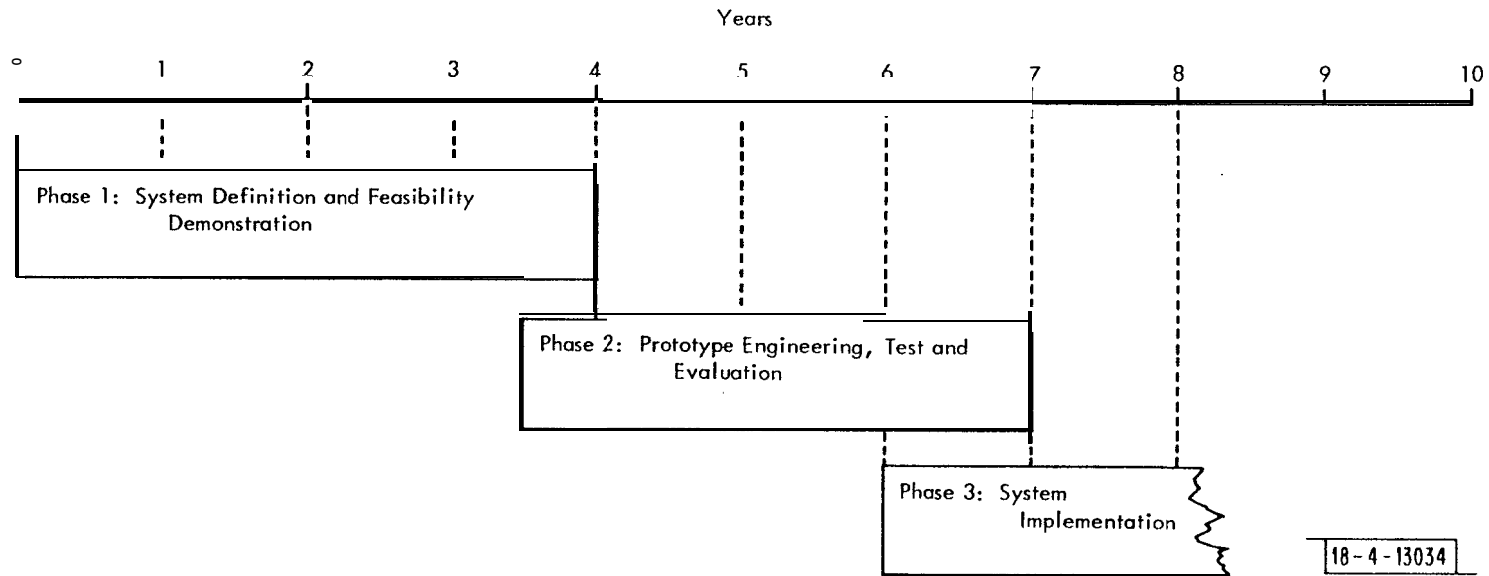 Years
0 1 2 3 4 5 6 7 8 9 10
Phase 1: System Definition and Feasibility
Demonstration
Phase 2: Prototype Engineering, Test and
Evaluation
Phase 3: System
Implementation
18-4-13034